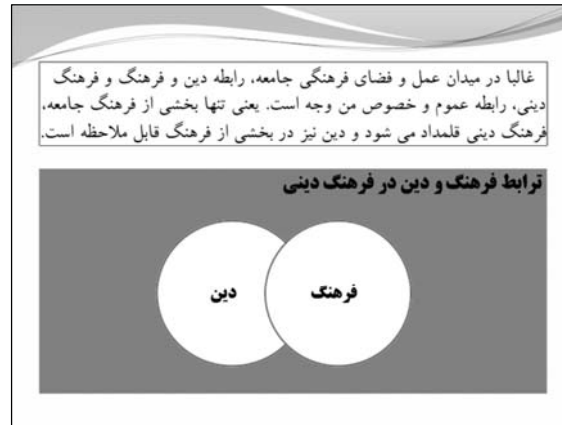 غالبا در میدان عمل و فضای فرهنگی جامعه، رابطه دین و فرهنگ و فرهنگ
دینی، رابطه عموم و خصوص من وجه است. یعنی تنها بخشی از فرهنگ جامعه،
فرهنگ دینی قلمداد می شود و دین نیز در بخشی از فرهنگ قابل ملاحظه است.
ترابط فرهنگ و دین در فرهنگ دینی
فرهنگ
دین